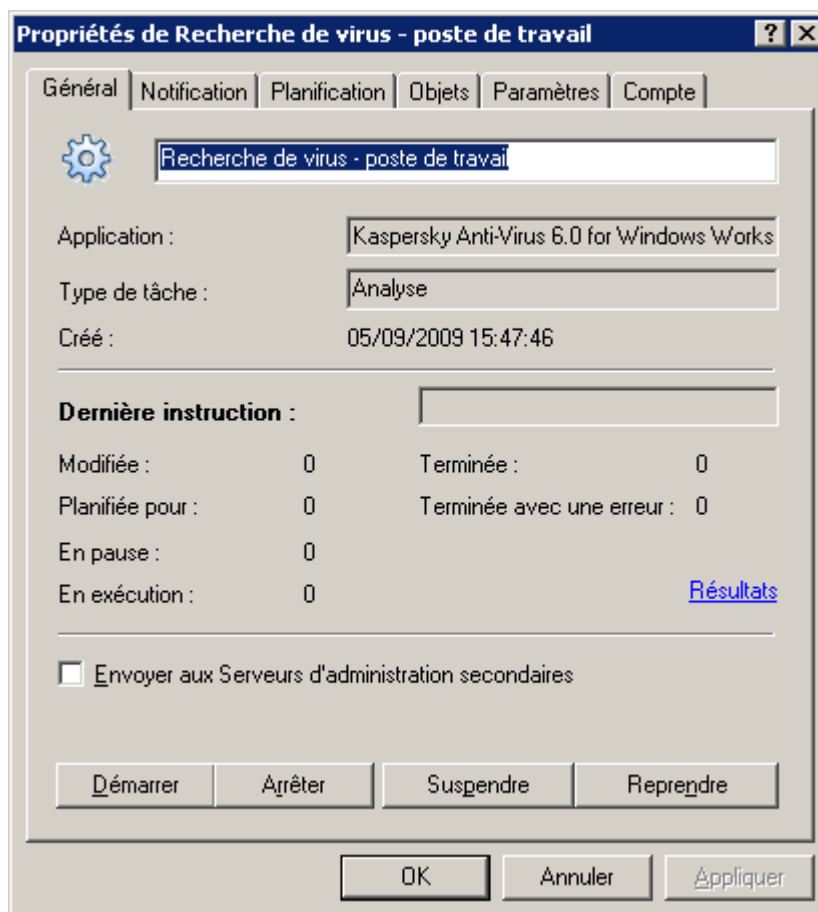 Propriétés de Recherche de virus - poste de travail
Général Notification Planification Objets Paramètres Compte
Recherche de virus - poste de travail
Application : Kaspersky Anti-Virus 6.0 for Windows Works
Type de tâche : Analyse
Créé : 05/09/2009 15:47:46
Dernière instruction :
Modifiée : 0 Terminée : 0
Planifiée pour : 0 Terminée avec une erreur : 0
En pause : 0
En exécution : 0 Résultats
Envoyer aux Serveurs d'administration secondaires
Démarrer Arrêter Suspendre Reprendre
OK Annuler Appliquer